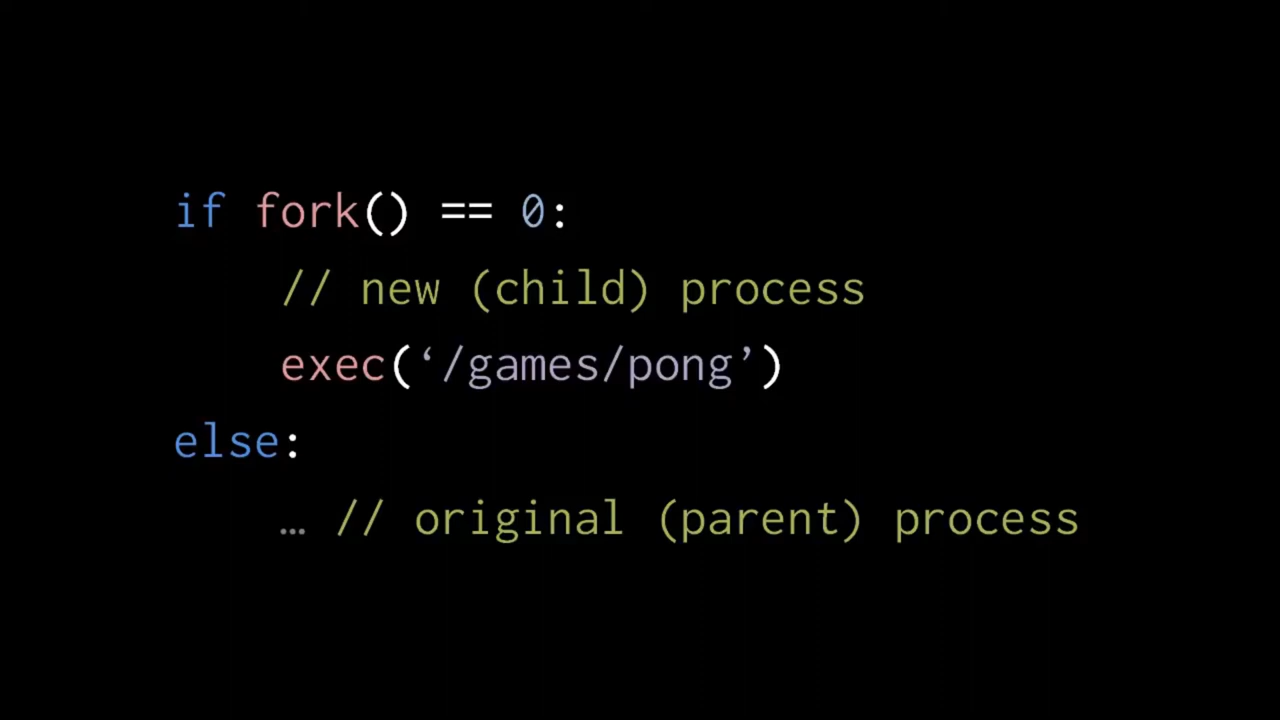 if fork() == 0:
// new (child) process
exec(‘/games/pong’)
else:
… // original (parent) process